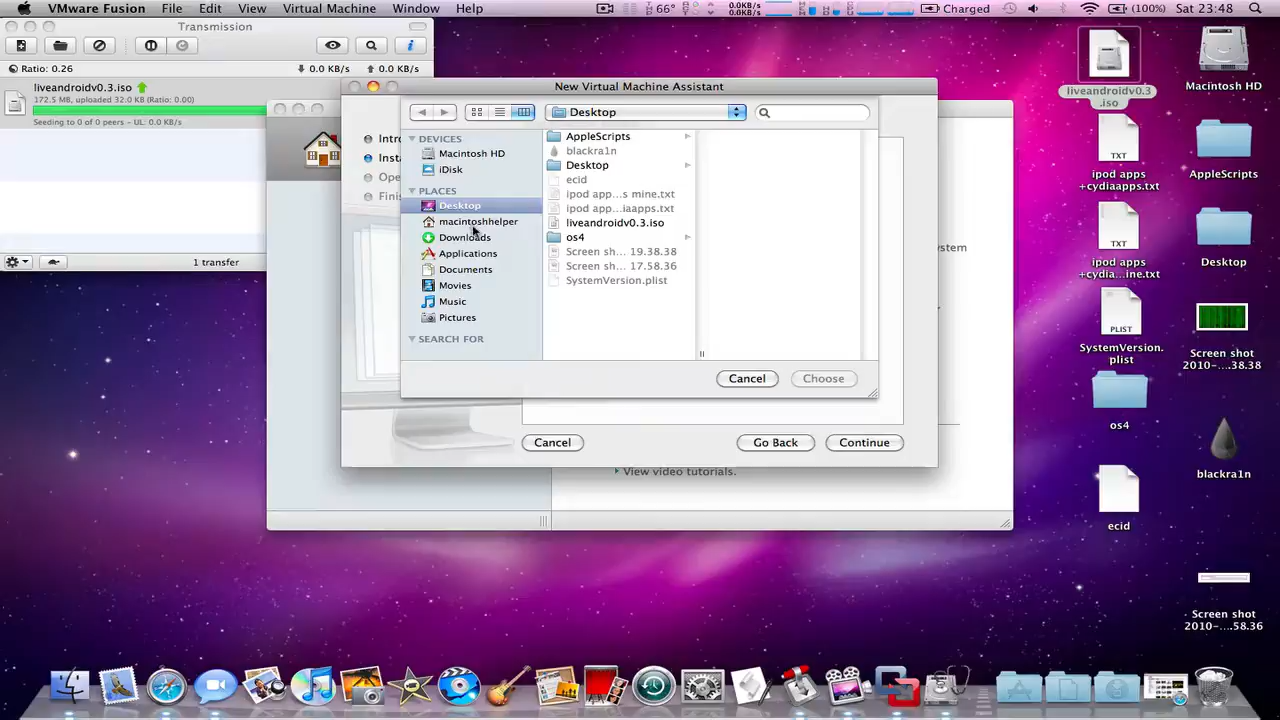 VMware Fusion File Edit View Virtual Machine Window Help
66° 0.0KB/s 0.0KB/s Charged (100%) Sat 23:48
Transmission
Ratio: 0.26 0.0 KB/s 0.0 KB/s
liveandroidv0.3.iso
172.5 MB, uploaded 32.0 KB (Ratio: 0.00)
Seeding to 0 of 0 peers - UL: 0.0 KB/s
1 transfer
New Virtual Machine Assistant
Desktop
Intro
Insta
Ope
Finis
DEVICES
Macintosh HD
iDisk
PLACES
Desktop
macintoshhelper
Downloads
Applications
Documents
Movies
Music
Pictures
SEARCH FOR
AppleScripts
blackra1n
Desktop
ecid
ipod app...s mine.txt
ipod app...iaapps.txt
liveandroidv0.3.iso
os4
Screen sh... 19.38.38
Screen sh... 17.58.36
SystemVersion.plist
Cancel Choose
Cancel Go Back Continue
ystem
View video tutorials.
liveandroidv0.3
.iso
Macintosh HD
TXT
ipod apps
+cydiaapps.txt
AppleScripts
TXT
ipod apps
+cydia...ine.txt
Desktop
PLIST
SystemVersion.
plist
Screen shot
2010-...38.38
os4
blackra1n
ecid
Screen shot
2010-...58.36